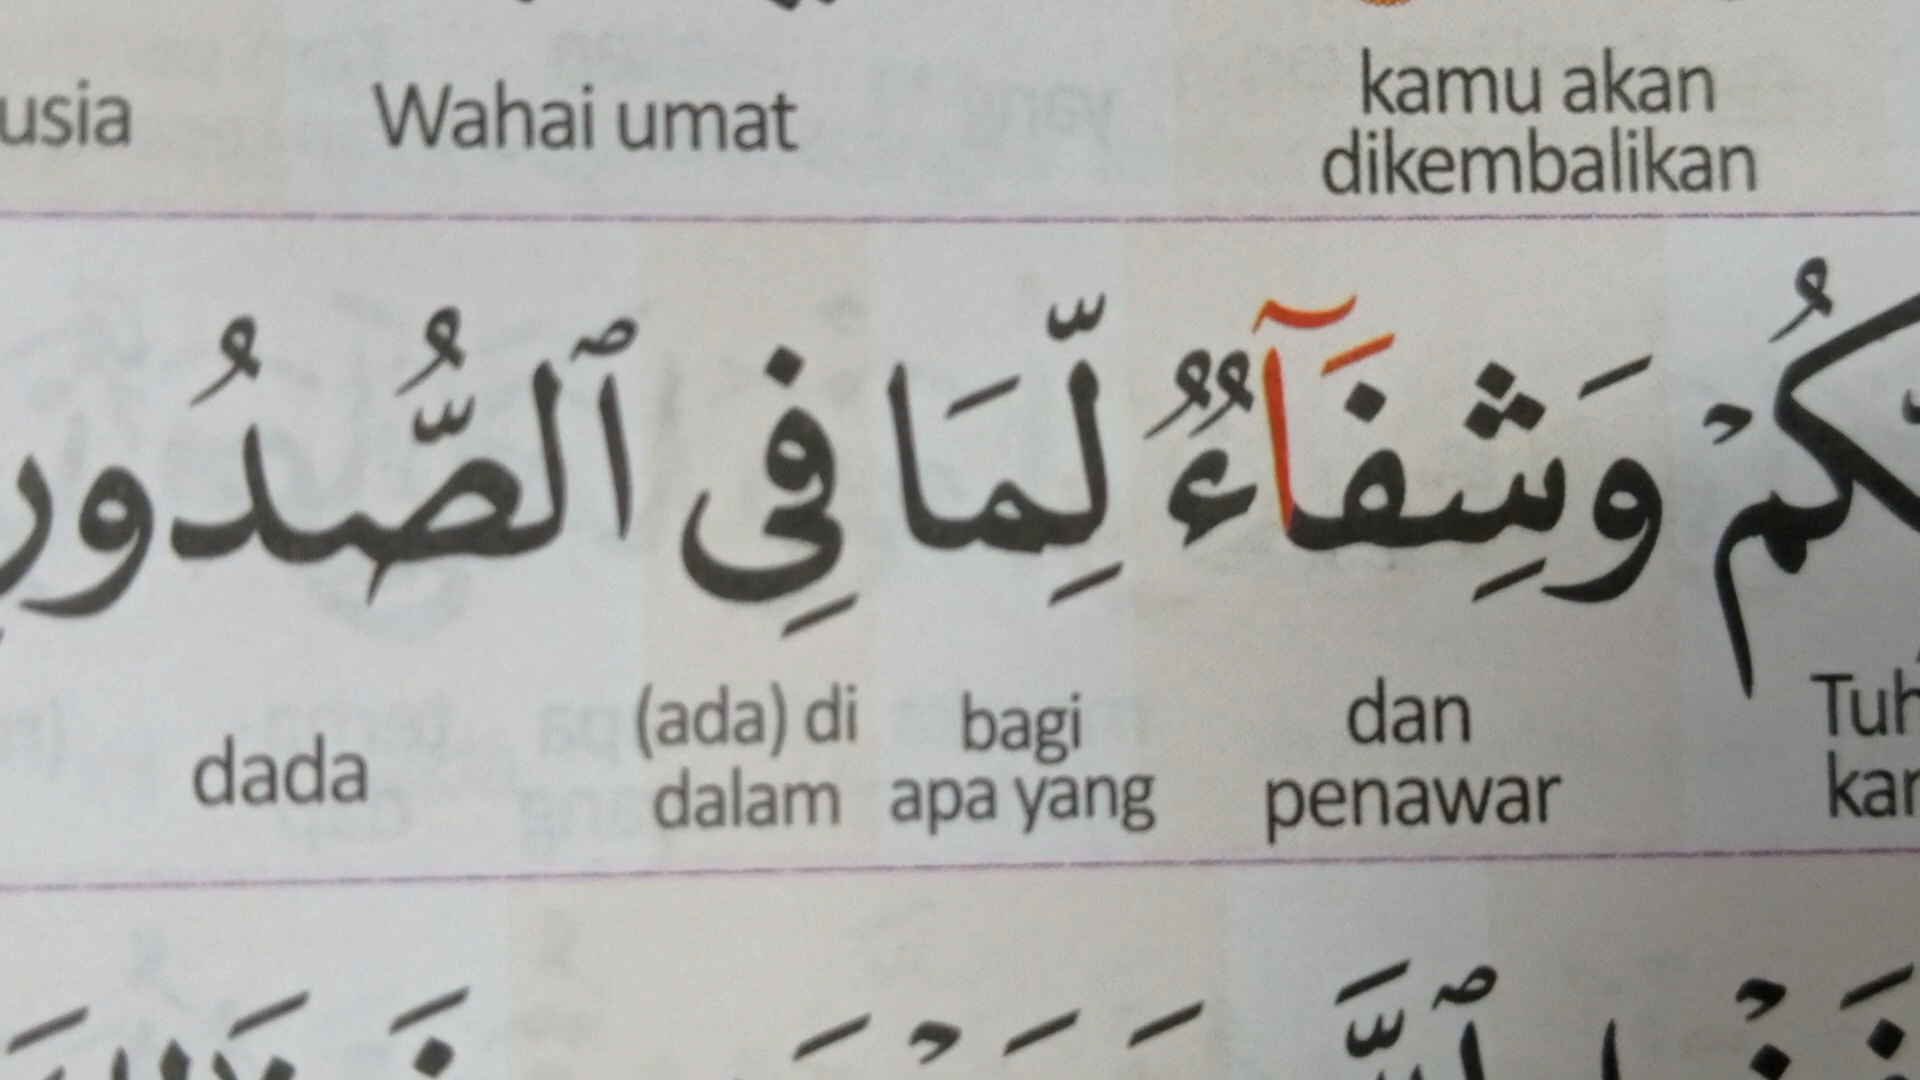 kamu akan Wahai umat usia
dikembalikan
وَشِفَآءٌ لِّمَا فِى ٱلصُّدُورِ
dan bagi (ada) di dada
penawar apa yang dalam